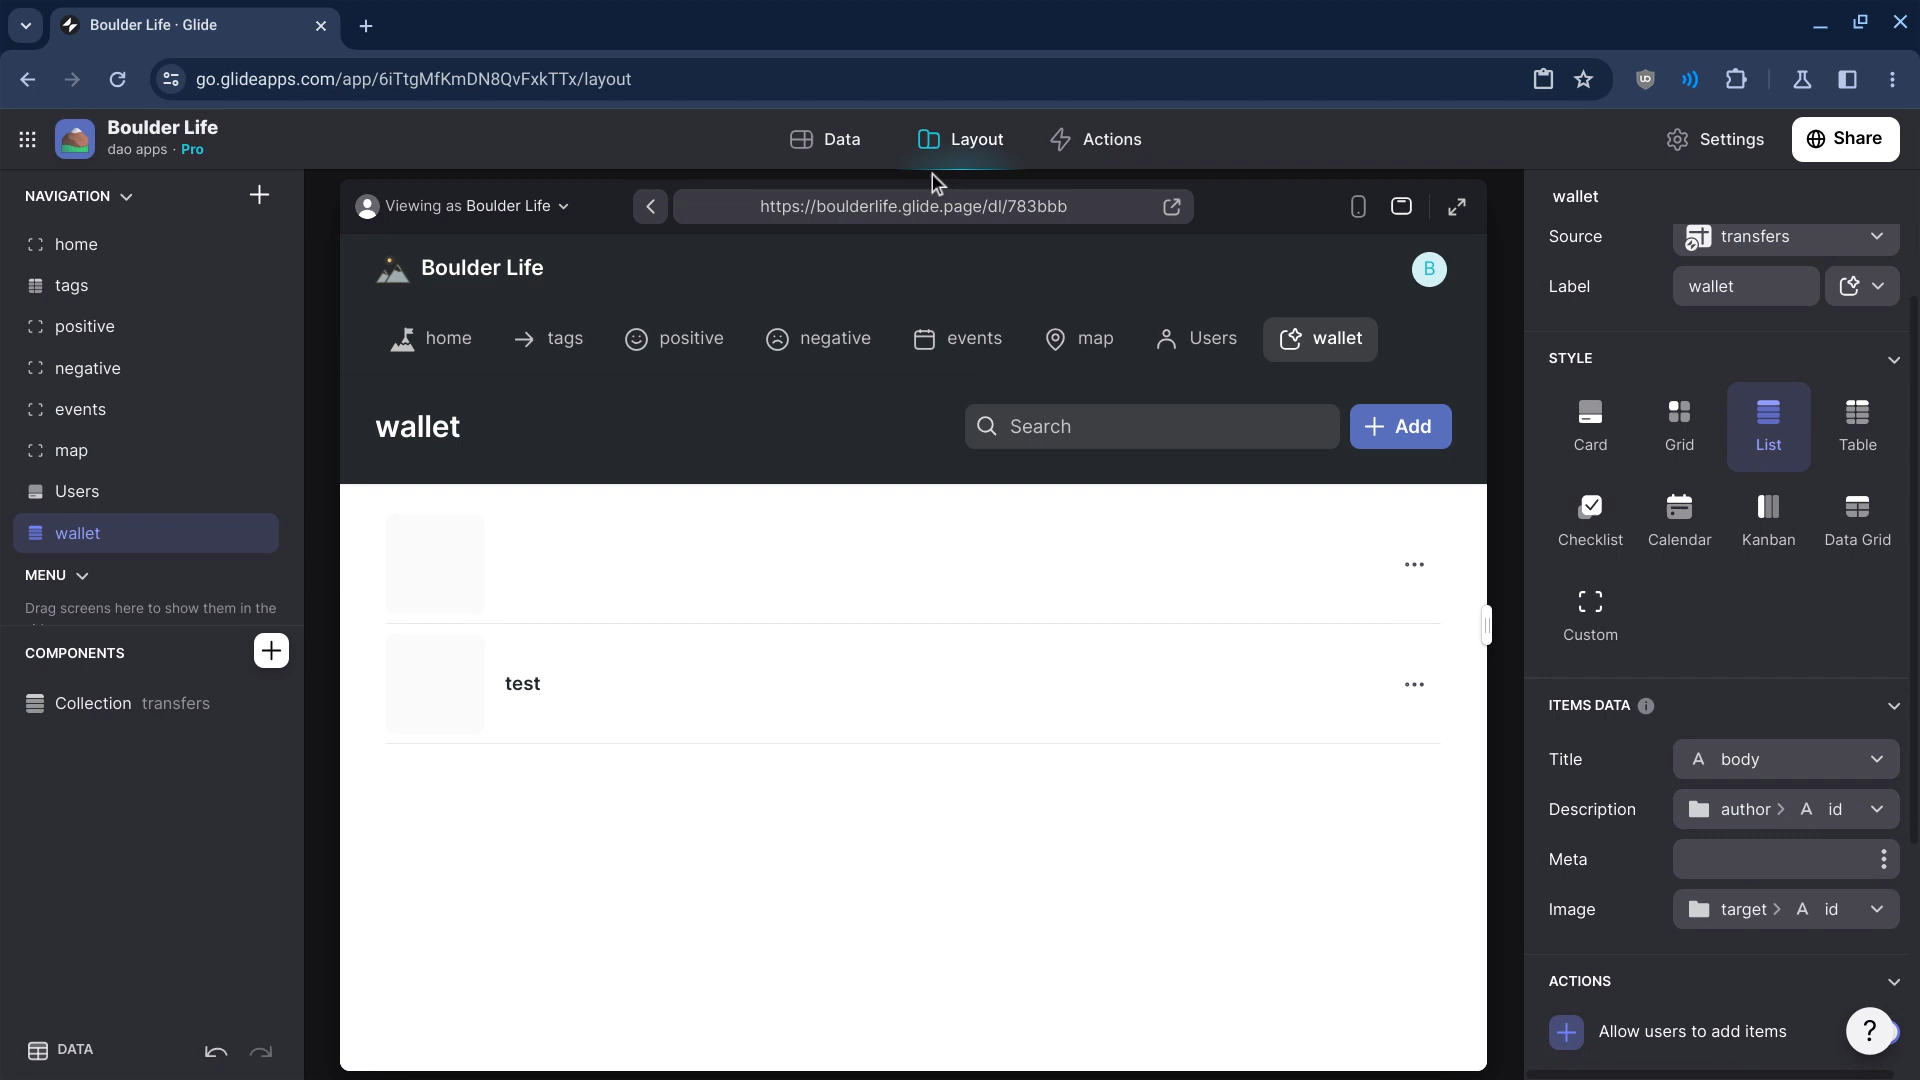 Boulder Life · Glide
go.glideapps.com/app/6iTtgMfKmDN8QvFxkTTx/layout
UD
Boulder Life
dao apps · Pro
Data
Layout
Actions
Settings
Share
NAVIGATION
home
tags
positive
negative
events
map
Users
wallet
MENU
Drag screens here to show them in the
COMPONENTS
Collection transfers
DATA
Viewing as Boulder Life
https://boulderlife.glide.page/dl/783bbb
Boulder Life
B
home
tags
positive
negative
events
map
Users
wallet
wallet
Search
Add
test
wallet
Source
transfers
Label
wallet
STYLE
Card
Grid
List
Table
Checklist
Calendar
Kanban
Data Grid
Custom
ITEMS DATA
Title
A body
Description
author > A id
Meta
Image
target > A id
ACTIONS
Allow users to add items
?